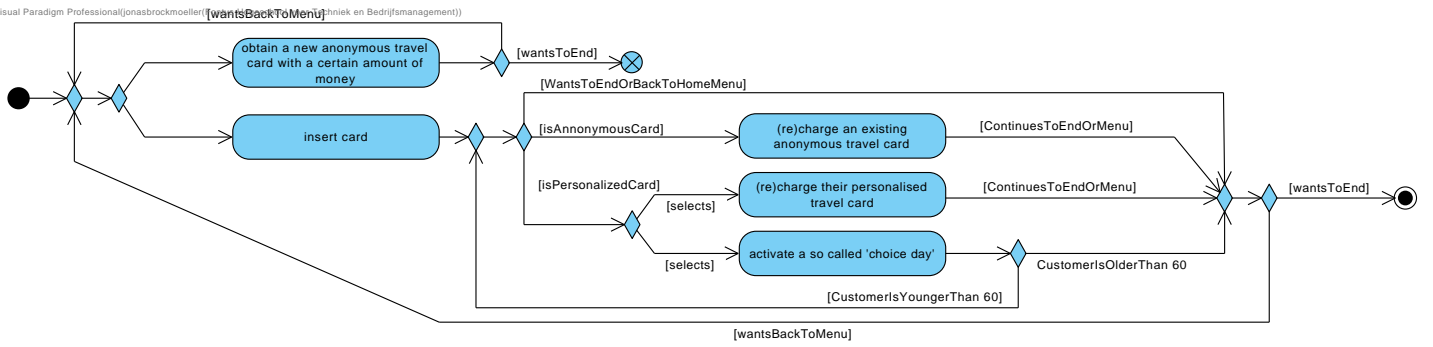 isual Paradigm Professional(jonasbrockmoeller( Techniek en Bedrijfsmanagement))
[wantsBackToMenu]
obtain a new anonymous travel
card with a certain amount of
money
[wantsToEnd]
[WantsToEndOrBackToHomeMenu]
insert card
[isAnnonymousCard]
(re)charge an existing
anonymous travel card
[ContinuesToEndOrMenu]
[isPersonalizedCard]
[selects]
(re)charge their personalised
travel card
[ContinuesToEndOrMenu]
[wantsToEnd]
[selects]
activate a so called 'choice day'
CustomerIsOlderThan 60
[CustomerIsYoungerThan 60]
[wantsBackToMenu]